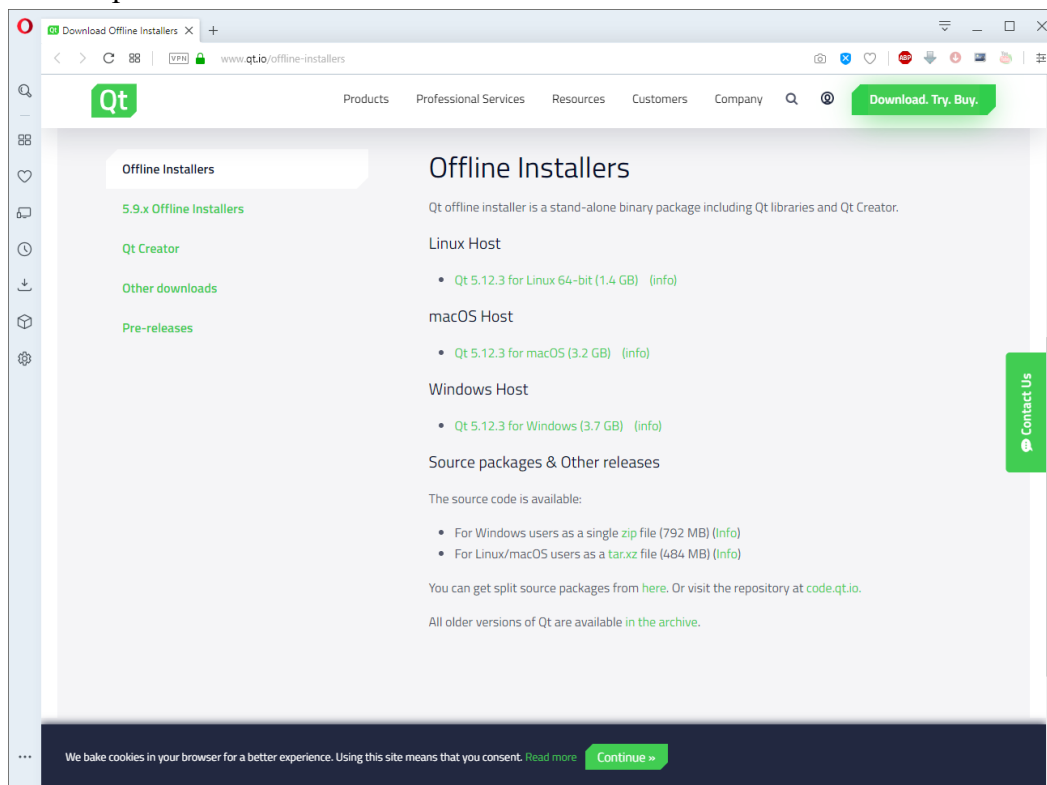 Download Offline Installers
VPN
www.qt.io/offline-installers
ABP
Qt
Products Professional Services Resources Customers Company Download. Try. Buy.
Offline Installers
5.9.x Offline Installers
Qt Creator
Other downloads
Pre-releases
Offline Installers
Qt offline installer is a stand-alone binary package including Qt libraries and Qt Creator.
Linux Host
• Qt 5.12.3 for Linux 64-bit (1.4 GB) (info)
macOS Host
• Qt 5.12.3 for macOS (3.2 GB) (info)
Windows Host
• Qt 5.12.3 for Windows (3.7 GB) (info)
Source packages & Other releases
The source code is available:
• For Windows users as a single zip file (792 MB) (Info)
• For Linux/macOS users as a tar.xz file (484 MB) (Info)
You can get split source packages from here. Or visit the repository at code.qt.io.
All older versions of Qt are available in the archive.
Contact Us
We bake cookies in your browser for a better experience. Using this site means that you consent. Read more Continue »